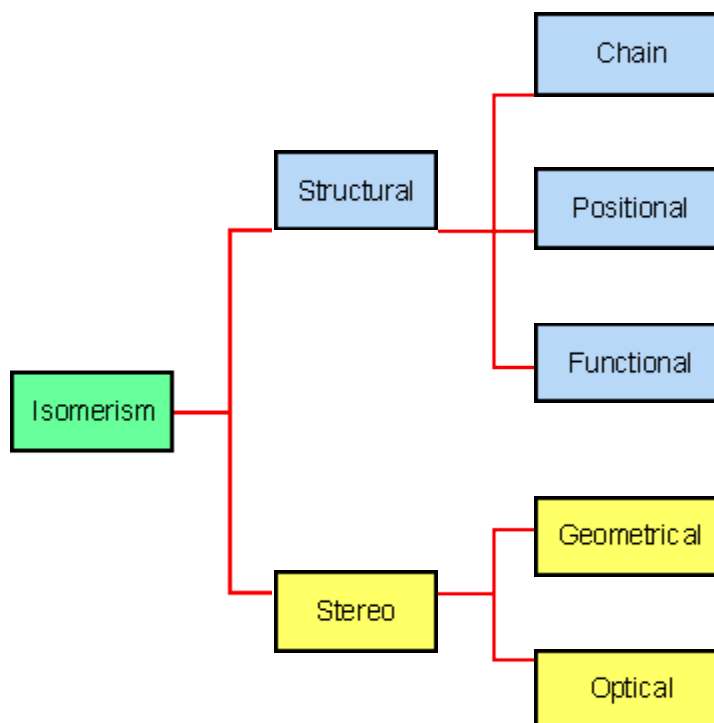 Chain
Structural
Positional
Functional
Isomerism
Geometrical
Stereo
Optical